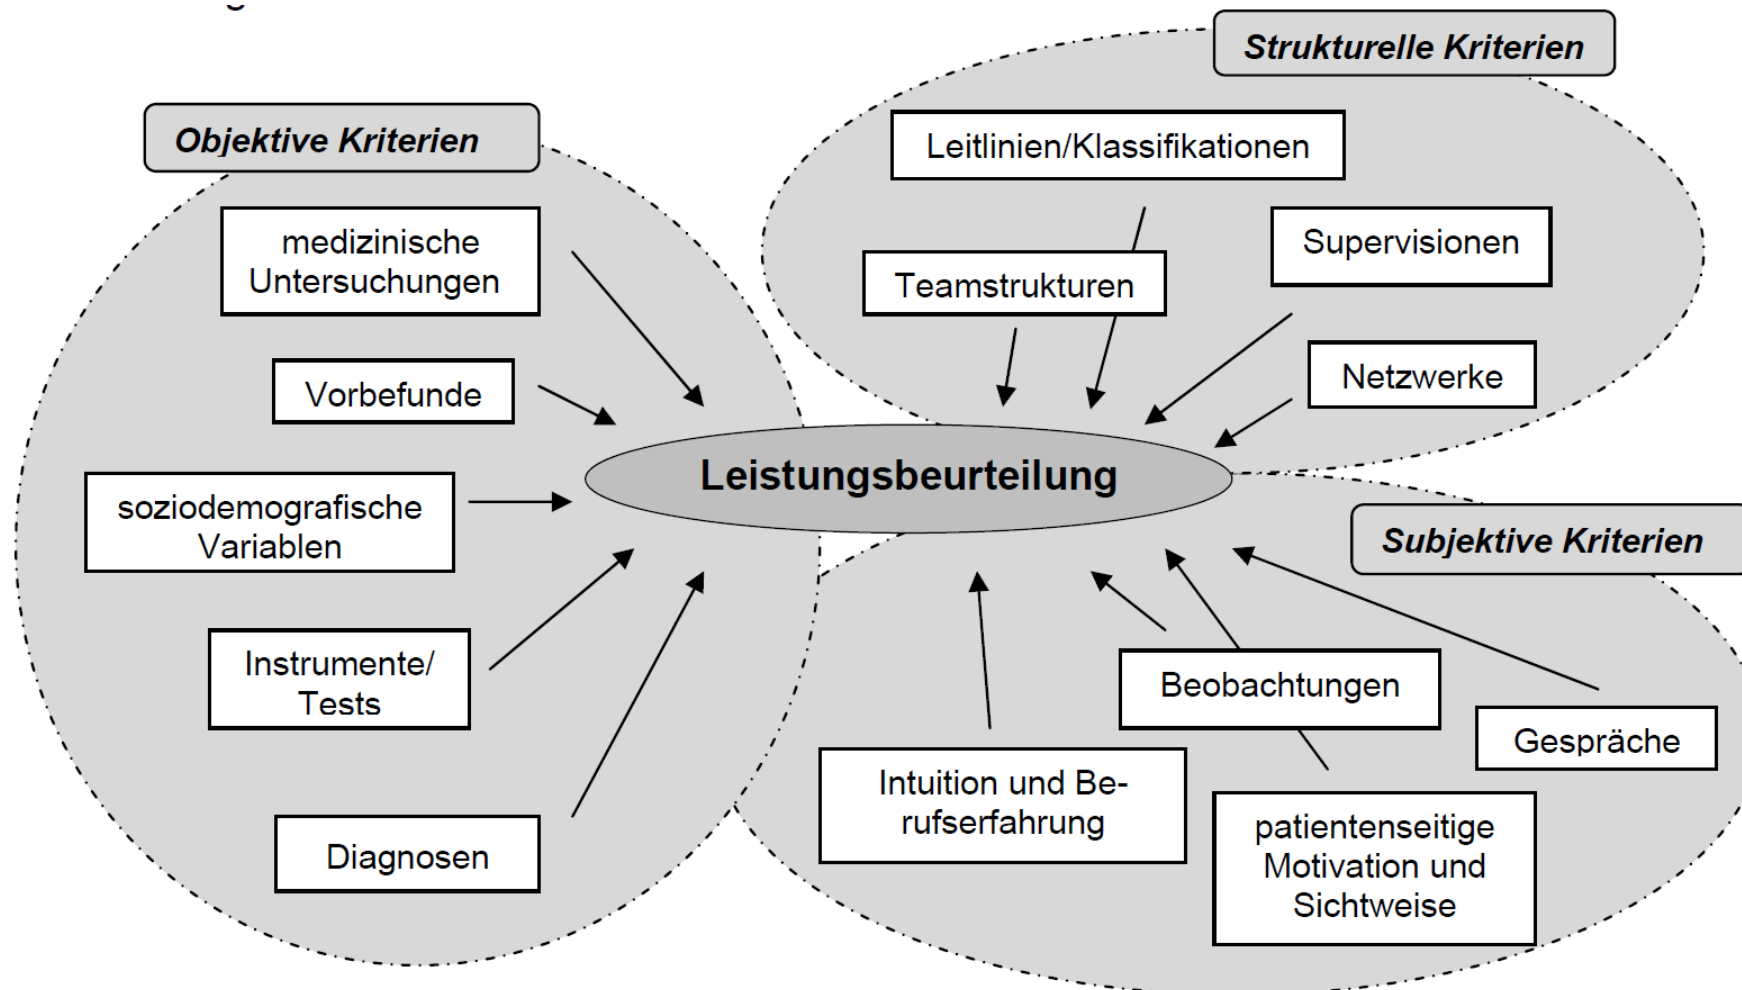 Strukturelle Kriterien
Leitlinien/Klassifikationen
Supervisionen
Teamstrukturen
Netzwerke
Objektive Kriterien
medizinische
Untersuchungen
Vorbefunde
soziodemografische
Variablen
Instrumente/
Tests
Diagnosen
Leistungsbeurteilung
Subjektive Kriterien
Beobachtungen
Gespräche
Intuition und Be-
rufserfahrung
patientenseitige
Motivation und
Sichtweise